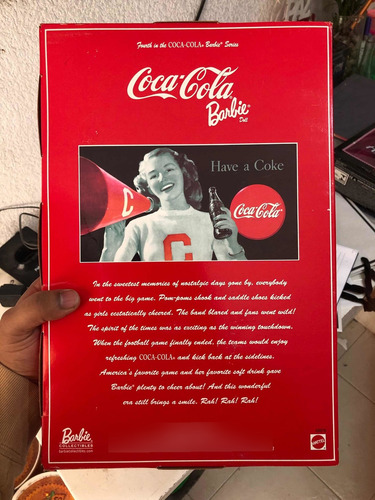 Fourth in the COCA-COLA® Barbie® Series
Coca-Cola®
Barbie®
Doll
Have a Coke
C
Coca-Cola
C
In the sweetest memories of nostalgic days gone by, everybody
went to the big game. Pom-poms shook and saddle shoes kicked
as girls ecstatically cheered. The band blared and fans went wild!
The spirit of the times was as exciting as the winning touchdown.
When the football game finally ended, the teams would enjoy
refreshing COCA-COLA® and kick back at the sidelines.
America's favorite game and her favorite soft drink gave
Barbie® plenty to cheer about! And this wonderful
era still brings a smile. Rah! Rah! Rah!
Barbie
COLLECTIBLES
barbiecollectibles.com
MATTEL